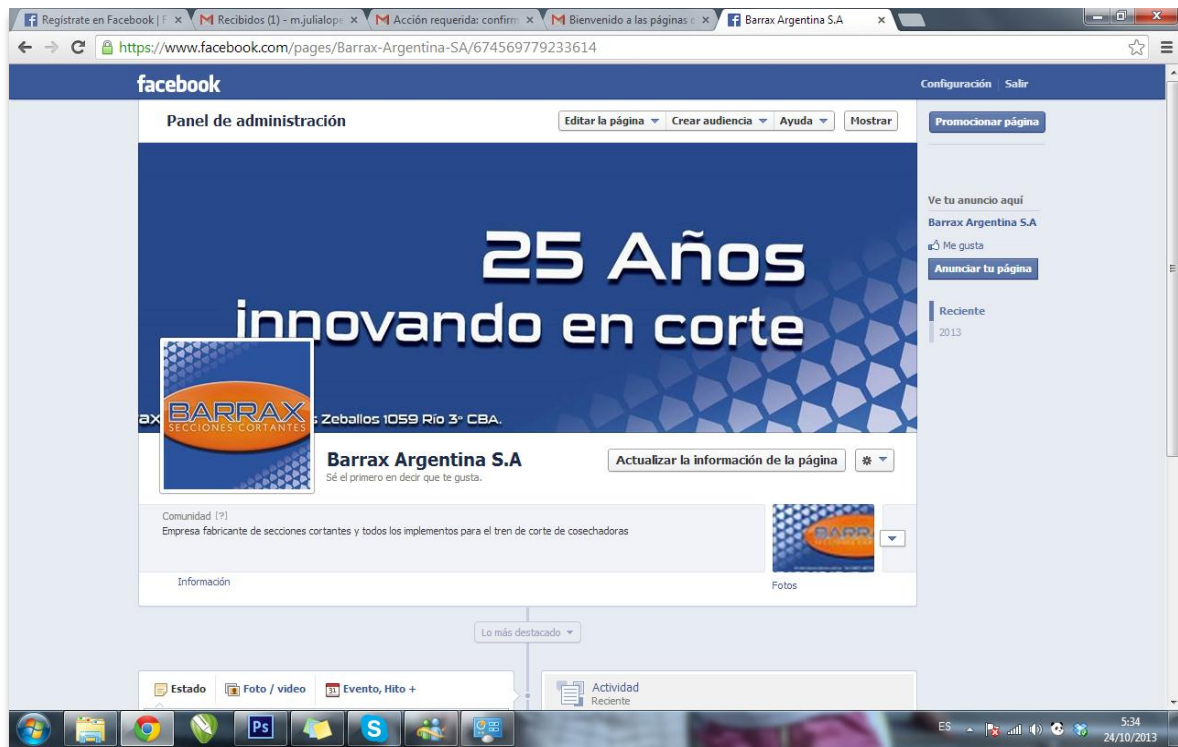 Regístrate en Facebook | F
Recibidos (1) - m.julialope
Acción requerida: confirm
Bienvenido a las páginas d
Barrax Argentina S.A
https://www.facebook.com/pages/Barrax-Argentina-SA/674569779233614
facebook
Configuración
Salir
Panel de administración
Editar la página
Crear audiencia
Ayuda
Mostrar
Promocionar página
25 Años
innovando en corte
Ve tu anuncio aquí
Barrax Argentina S.A
Me gusta
Anunciar tu página
Reciente
2013
BARRAX
SECCIONES CORTANTES
Zeballos 1059 Río 3º CBA.
Barrax Argentina S.A
Sé el primero en decir que te gusta.
Actualizar la información de la página
Comunidad [?]
Empresa fabricante de secciones cortantes y todos los implementos para el tren de corte de cosechadoras
BARR
Información
Fotos
Lo más destacado
Estado
Foto / video
31
Evento, Hito +
Actividad
Reciente
Ps
ES
5:34
24/10/2013